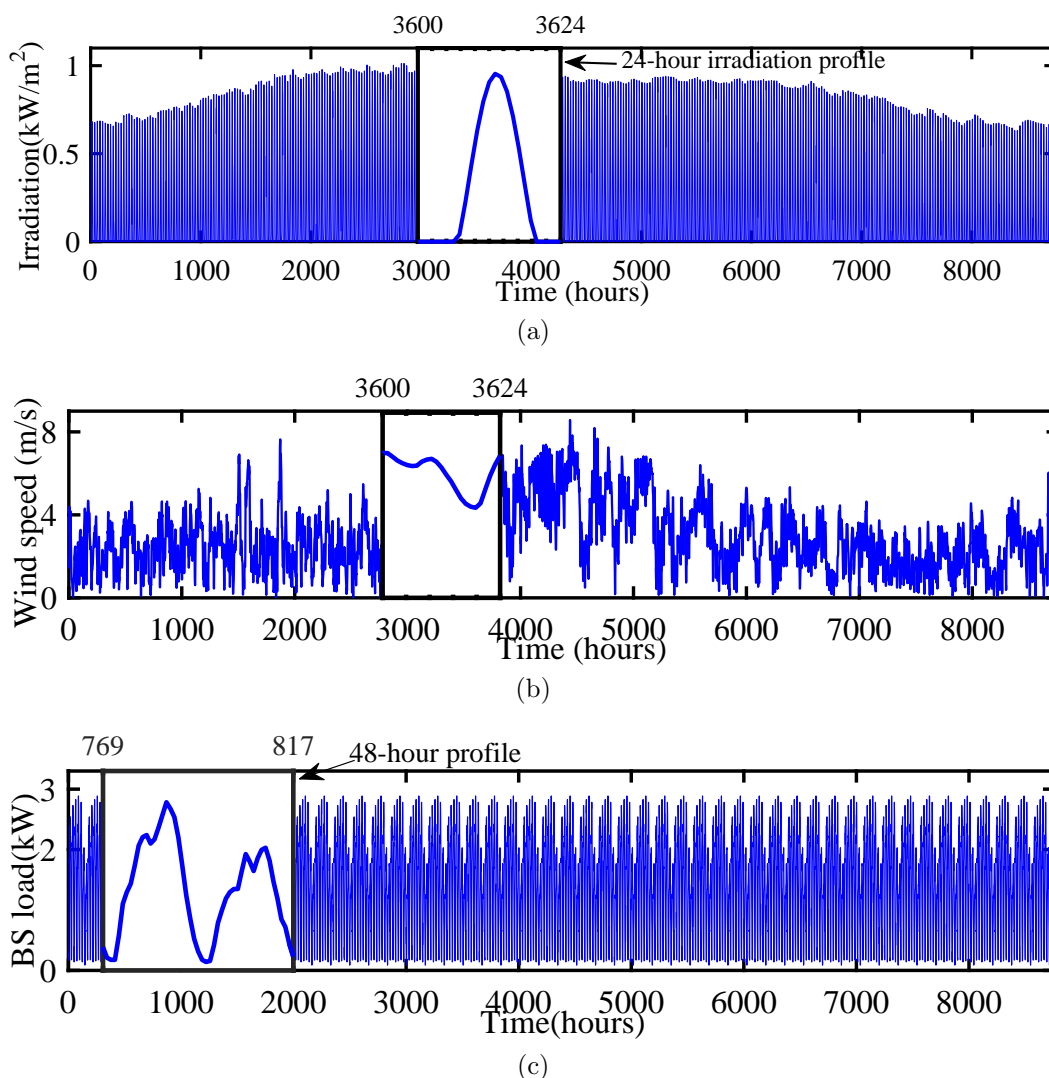 3600 3624
24-hour irradiation profile
Irradiation(kW/m²)
1
0.5
0
0 1000 2000 3000 4000 5000 6000 7000 8000
Time (hours)
(a)
3600 3624
Wind speed (m/s)
8
4
0
0 1000 2000 3000 4000 5000 6000 7000 8000
Time (hours)
(b)
769 817
48-hour profile
BS load(kW)
3
2
0
0 1000 2000 3000 4000 5000 6000 7000 8000
Time(hours)
(c)